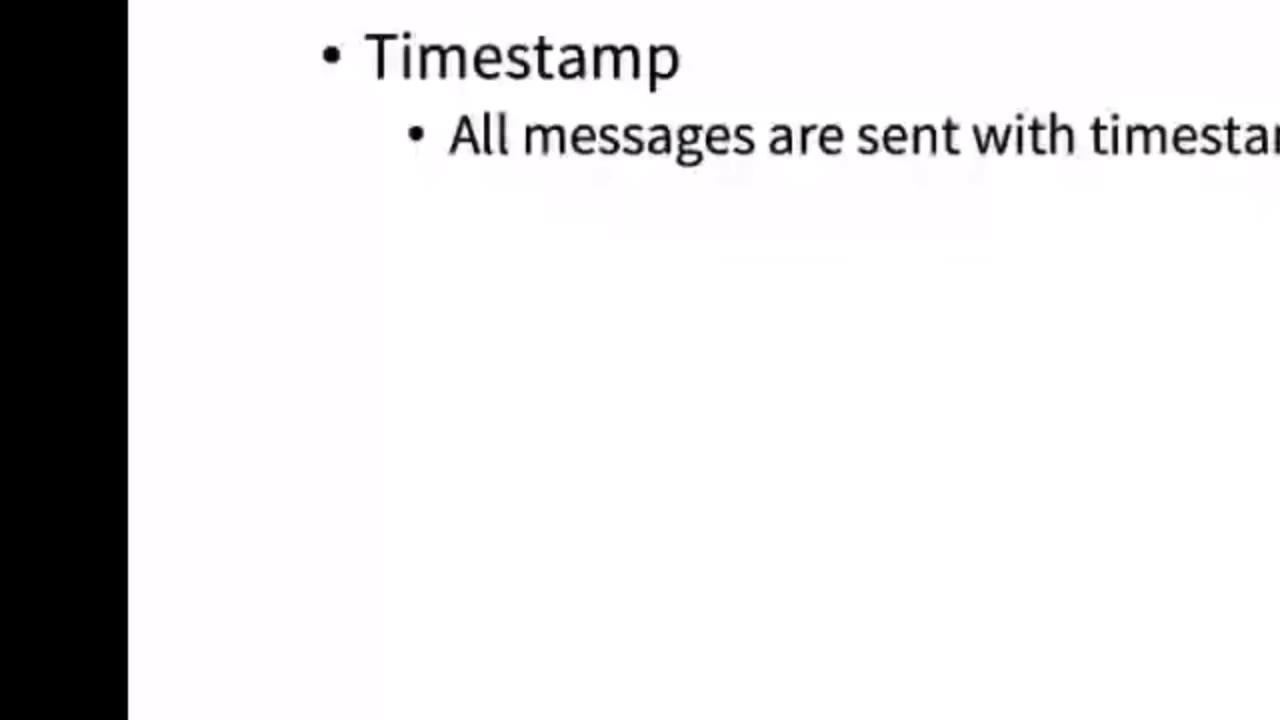 • Timestamp
• All messages are sent with